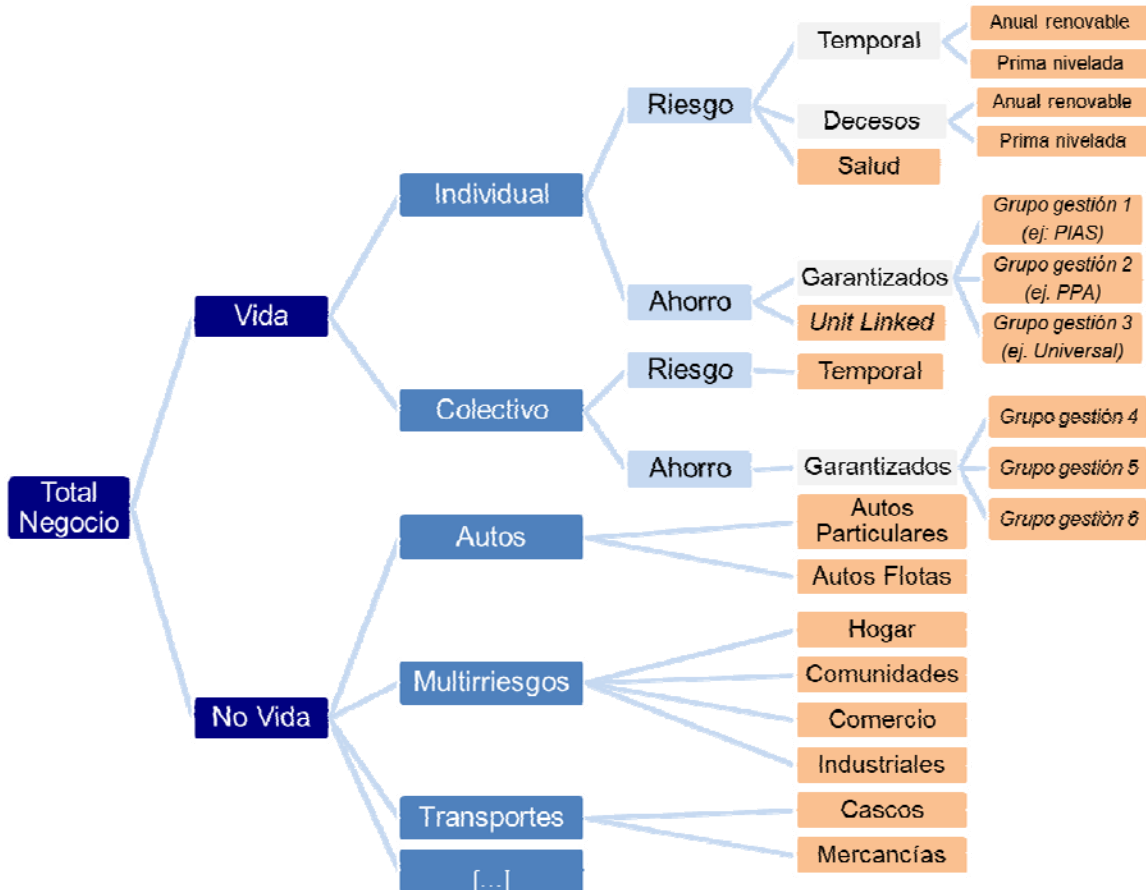 Total
Negocio
Vida
Individual
Riesgo
Temporal
Anual renovable
Prima nivelada
Decesos
Anual renovable
Prima nivelada
Salud
Ahorro
Garantizados
Grupo gestión 1
(ej: PIAS)
Grupo gestión 2
(ej. PPA)
Grupo gestión 3
(ej. Universal)
Unit Linked
Colectivo
Riesgo
Temporal
Ahorro
Garantizados
Grupo gestión 4
Grupo gestión 5
Grupo gestión 6
No Vida
Autos
Autos
Particulares
Autos Flotas
Multirriesgos
Hogar
Comunidades
Comercio
Industriales
Transportes
Cascos
Mercancías
[...]